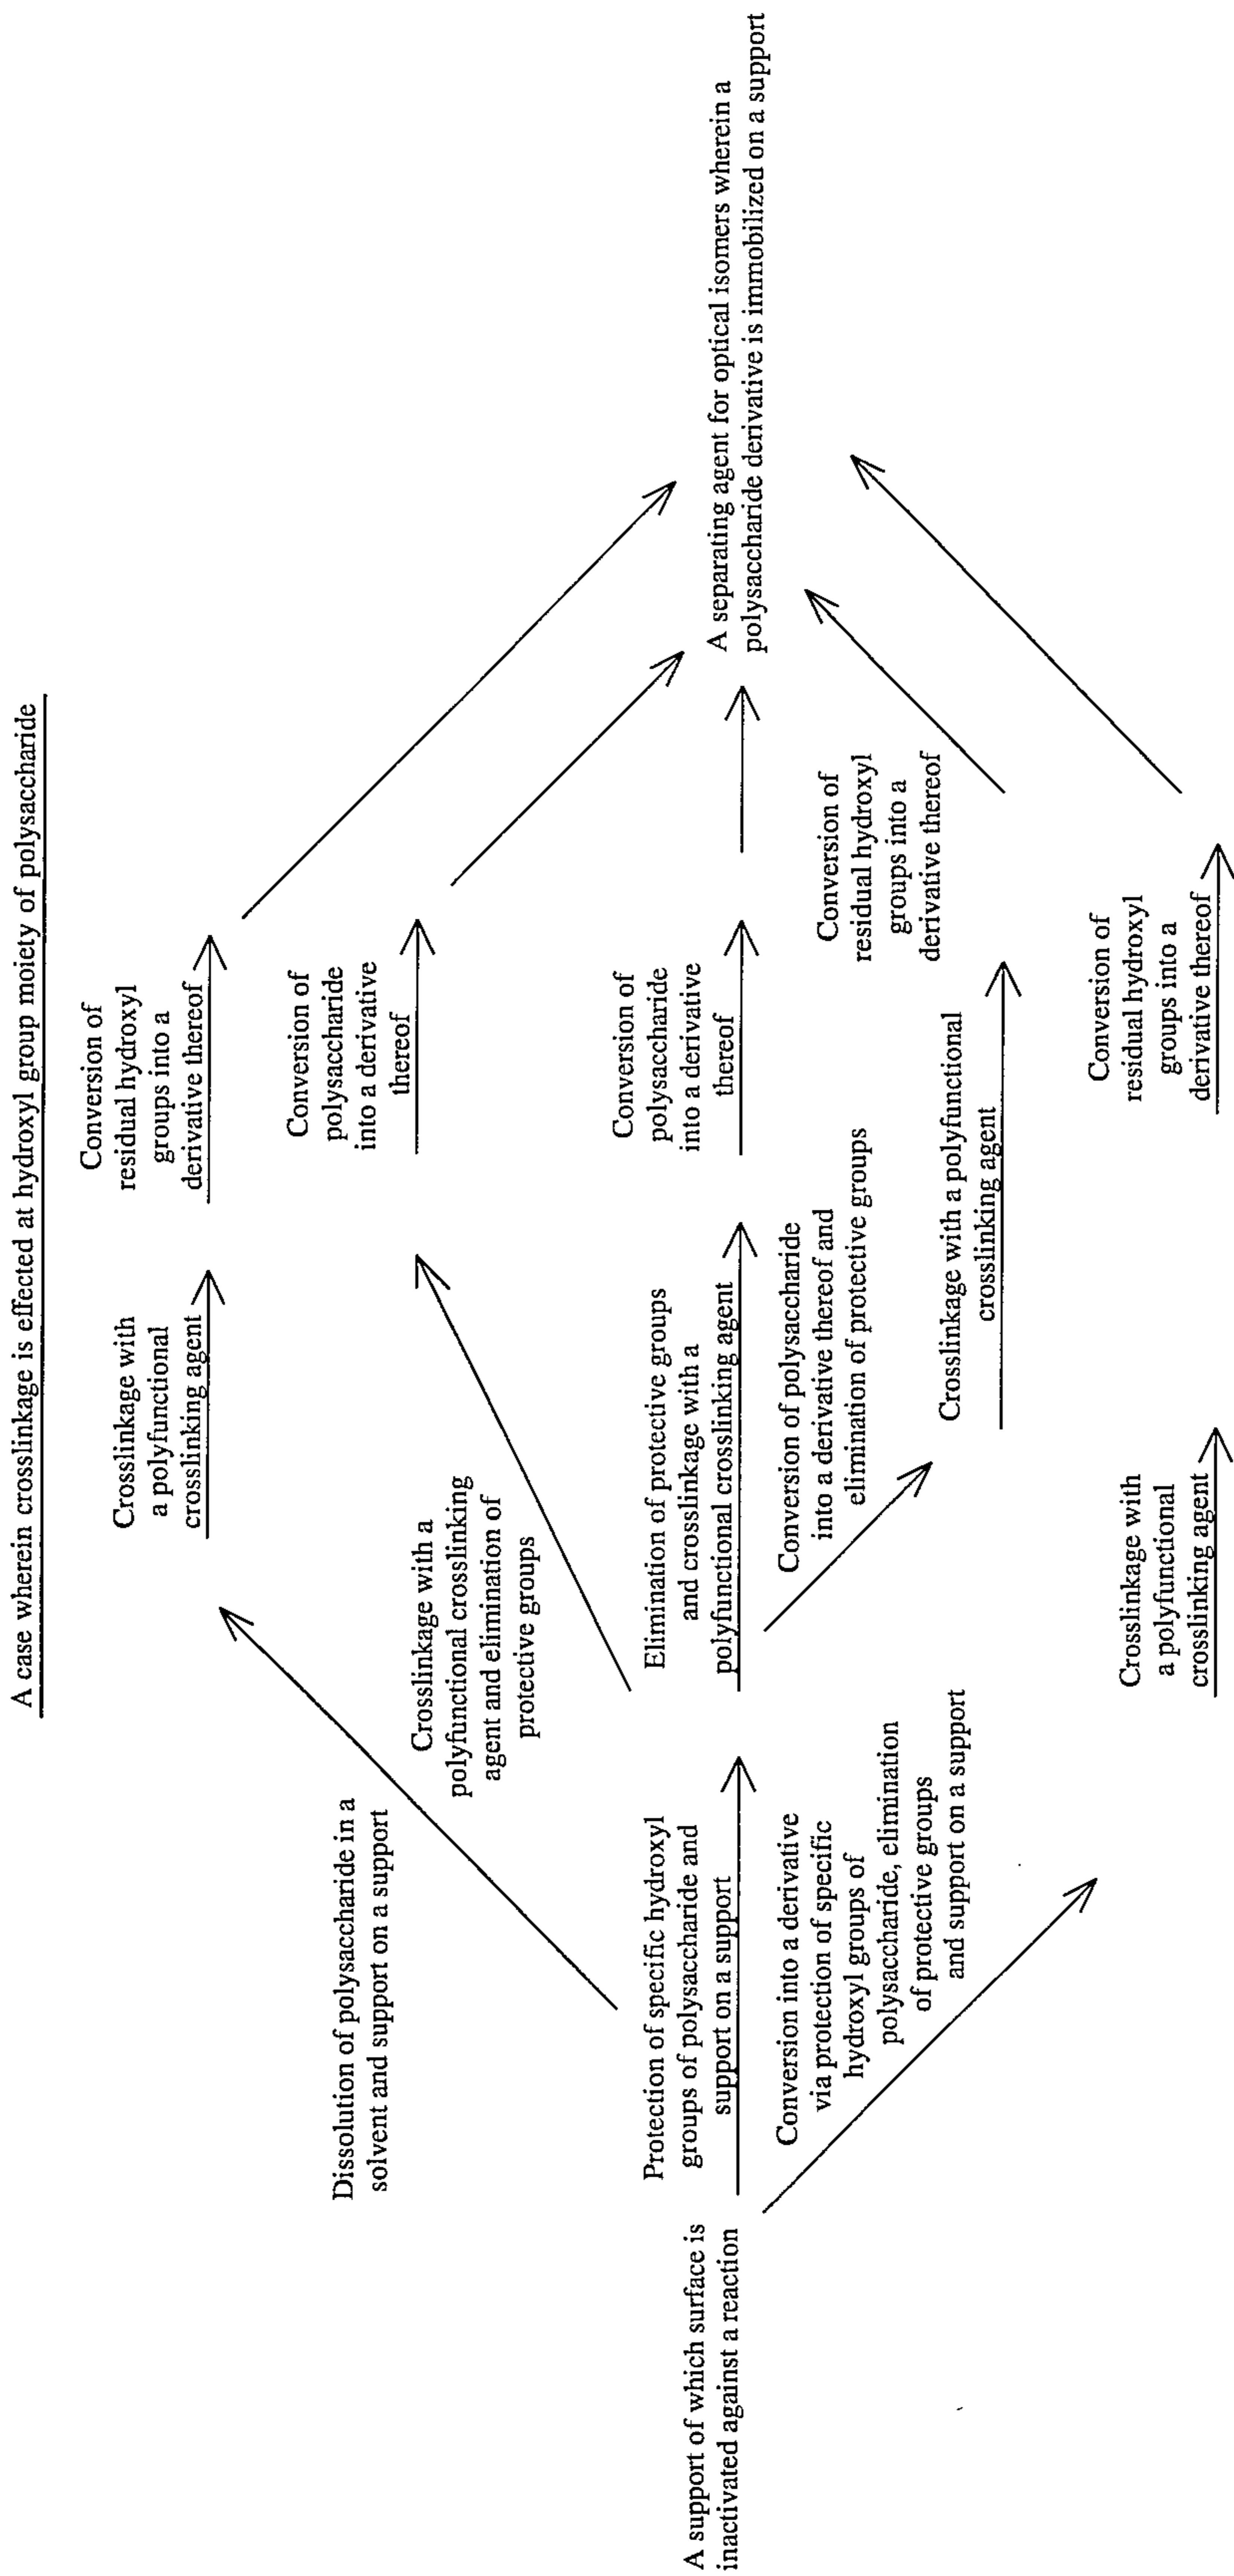 A case wherein crosslinkage is effected at hydroxyl group moiety of polysaccharide
A support of which surface is
inactivated against a reaction
Dissolution of polysaccharide in a
solvent and support on a support
Crosslinkage with
a polyfunctional
crosslinking agent
Conversion of
residual hydroxyl
groups into a
derivative thereof
Protection of specific hydroxyl
groups of polysaccharide and
support on a support
Crosslinkage with a
polyfunctional crosslinking
agent and elimination of
protective groups
Conversion of
polysaccharide
into a derivative
thereof
Elimination of protective groups
and crosslinkage with a
polyfunctional crosslinking agent
Conversion of
polysaccharide
into a derivative
thereof
Conversion of polysaccharide
into a derivative thereof and
elimination of protective groups
Crosslinkage with a polyfunctional
crosslinking agent
Conversion of
residual hydroxyl
groups into a
derivative thereof
Conversion into a derivative
via protection of specific
hydroxyl groups of
polysaccharide, elimination
of protective groups
and support on a support
Crosslinkage with
a polyfunctional
crosslinking agent
Conversion of
residual hydroxyl
groups into a
derivative thereof
A separating agent for optical isomers wherein a
polysaccharide derivative is immobilized on a support